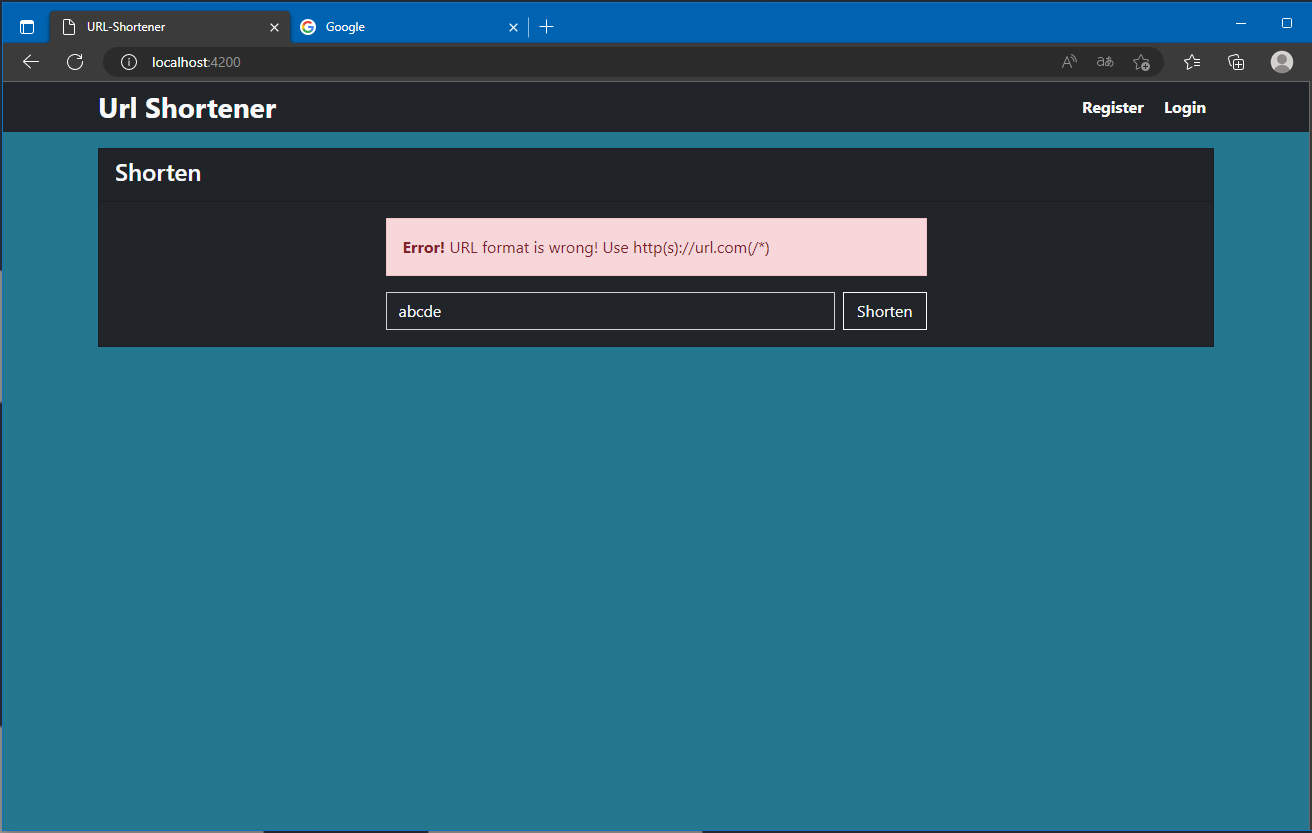 URL-Shortener
Google
localhost:4200
Url Shortener
Register
Login
Shorten
Error! URL format is wrong! Use http(s)://url.com(/*)
abcde
Shorten